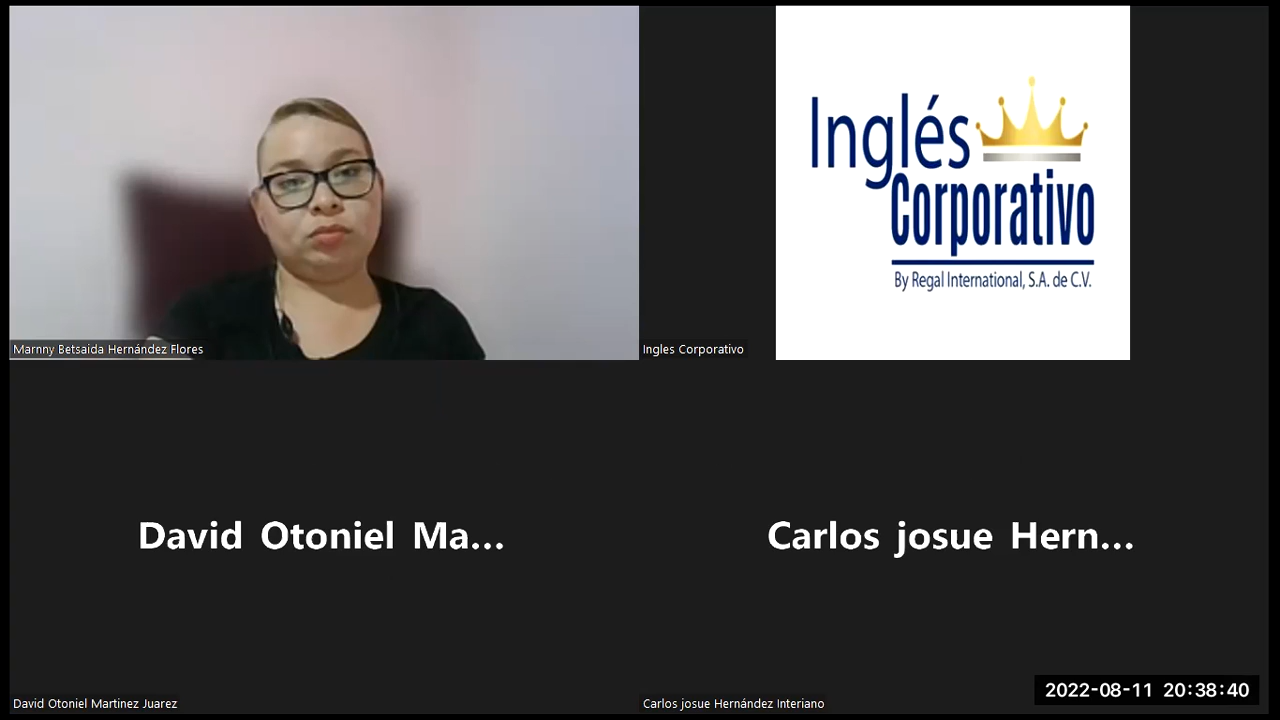 Inglés
Corporativo
By Regal International, S.A. de C.V.
Marnny Betsaida Hernández Flores
Ingles Corporativo
David Otoniel Ma...
Carlos josue Hern...
David Otoniel Martinez Juarez
Carlos josue Hernández Interiano
2022-08-11 20:38:40